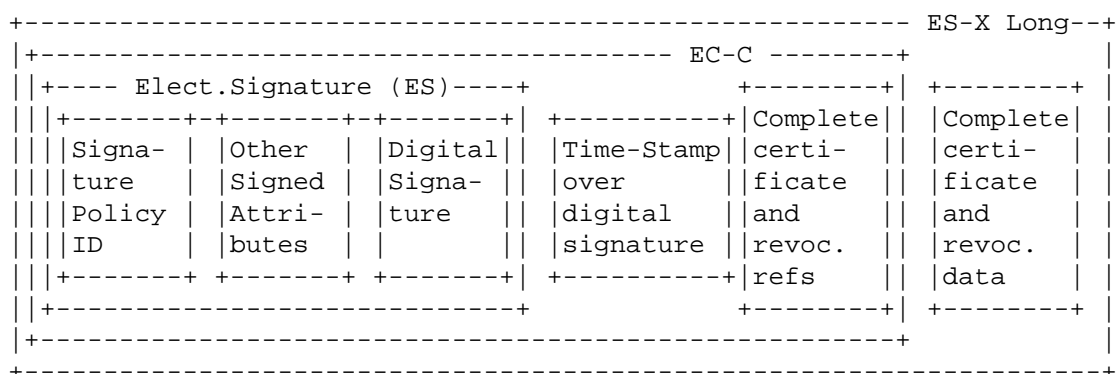 +------------------------------------------------------ ES-X Long--+
|+--------------------------------------- EC-C --------+           |
||+---- Elect.Signature (ES)----+             +--------+| +--------+ |
|||+-------+-+-------+-+-------+| +----------+|Complete|| |Complete|
||||Signa- | |Other  | |Digital|| |Time-Stamp||certi-  || |certi-  | |
||||ture   | |Signed | |Signa- || |over      ||ficate  || |ficate  | |
||||Policy | |Attri- | |ture   || |digital   ||and     || |and     | |
||||ID     | |butes  | |       || |signature ||revoc.  || |revoc.  | |
|||+-------+ +-------+ +-------+| +----------+|refs    || |data    | |
||+-----------------------------+             +--------+| +--------+ |
|+----------------------------------------------------+            |
+------------------------------------------------------------------+